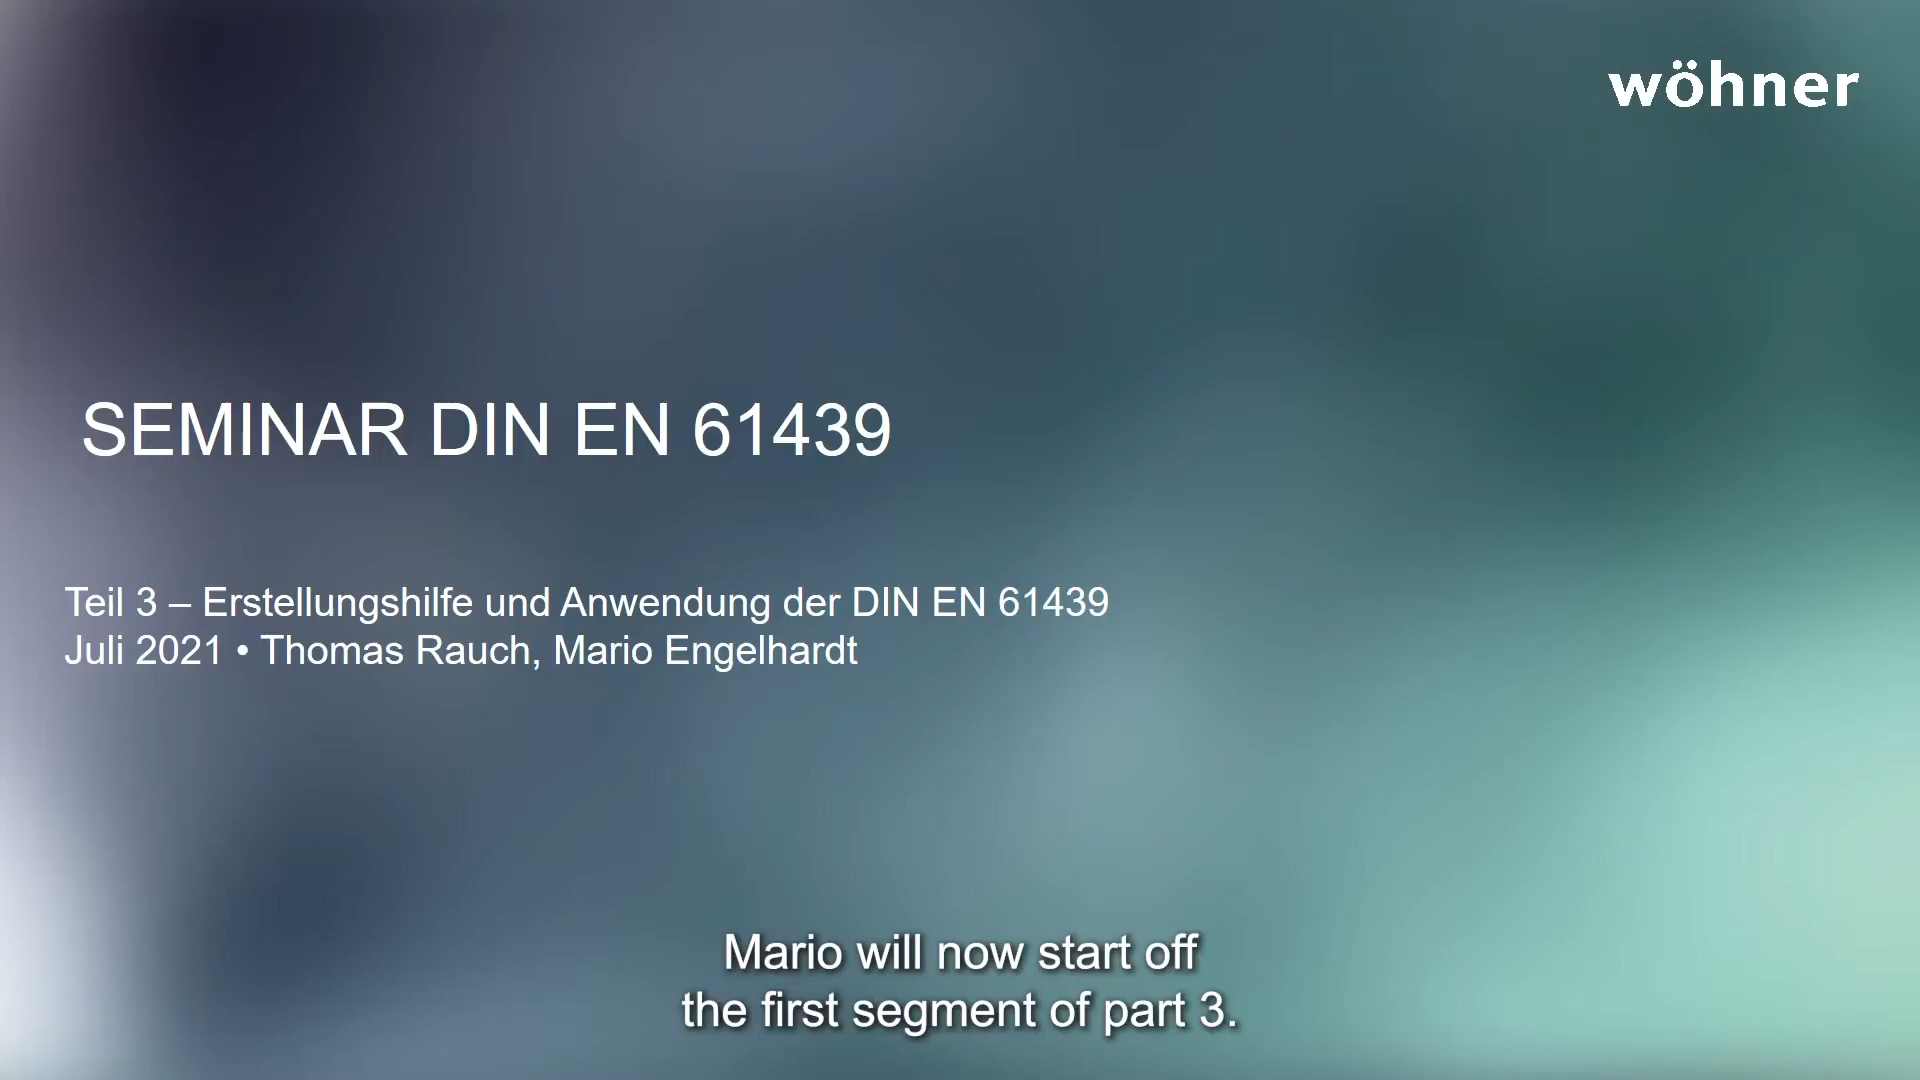 wöhner
SEMINAR DIN EN 61439
Teil 3 – Erstellungshilfe und Anwendung der DIN EN 61439
Juli 2021 • Thomas Rauch, Mario Engelhardt
Mario will now start off
the first segment of part 3.